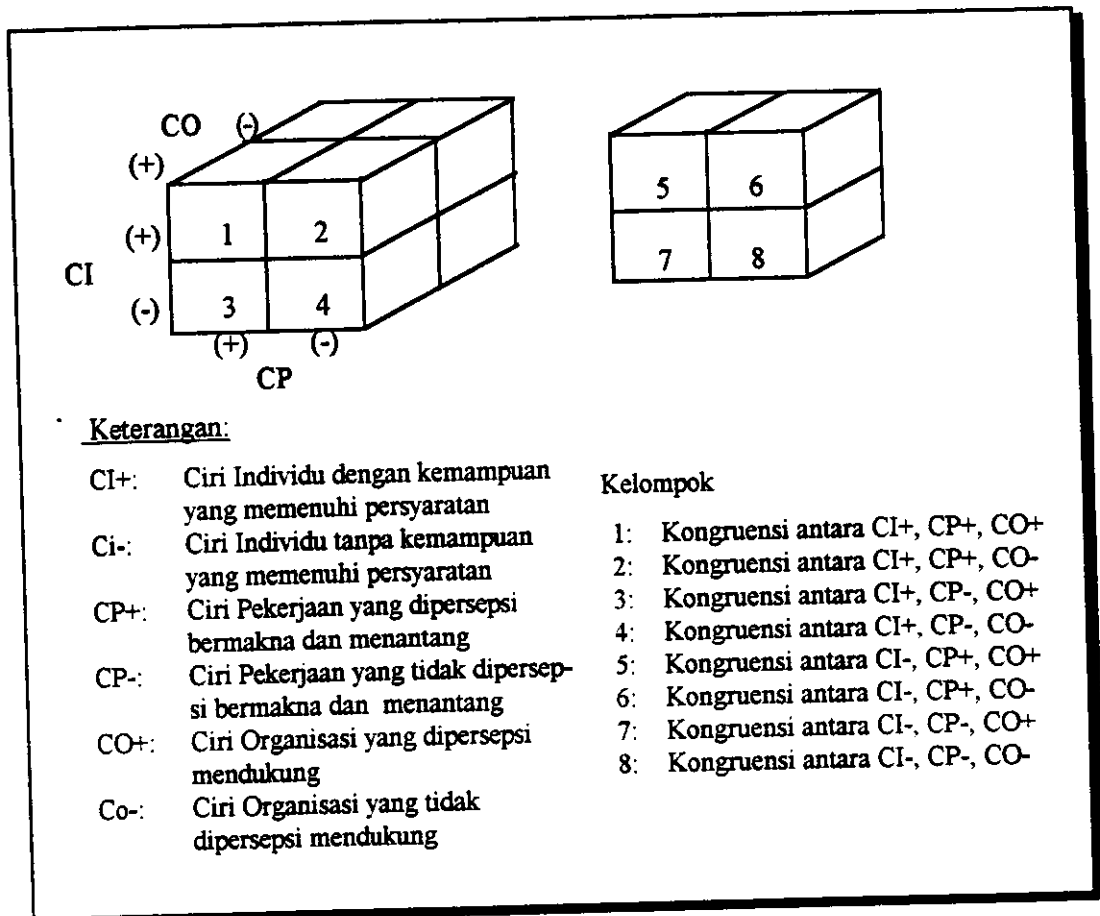 CO (-)
(+)
(+) 1 2
CI
(-) 3 4
(+) (-)
CP
5 6
7 8
Keterangan:
CI+: Ciri Individu dengan kemampuan
yang memenuhi persyaratan
Ci-: Ciri Individu tanpa kemampuan
yang memenuhi persyaratan
CP+: Ciri Pekerjaan yang dipersepsi
bermakna dan menantang
CP-: Ciri Pekerjaan yang tidak dipersep-
si bermakna dan menantang
CO+: Ciri Organisasi yang dipersepsi
mendukung
Co-: Ciri Organisasi yang tidak
dipersepsi mendukung
Kelompok
1: Kongruensi antara CI+, CP+, CO+
2: Kongruensi antara CI+, CP+, CO-
3: Kongruensi antara CI+, CP-, CO+
4: Kongruensi antara CI+, CP-, CO-
5: Kongruensi antara CI-, CP+, CO+
6: Kongruensi antara CI-, CP+, CO-
7: Kongruensi antara CI-, CP-, CO+
8: Kongruensi antara CI-, CP-, CO-